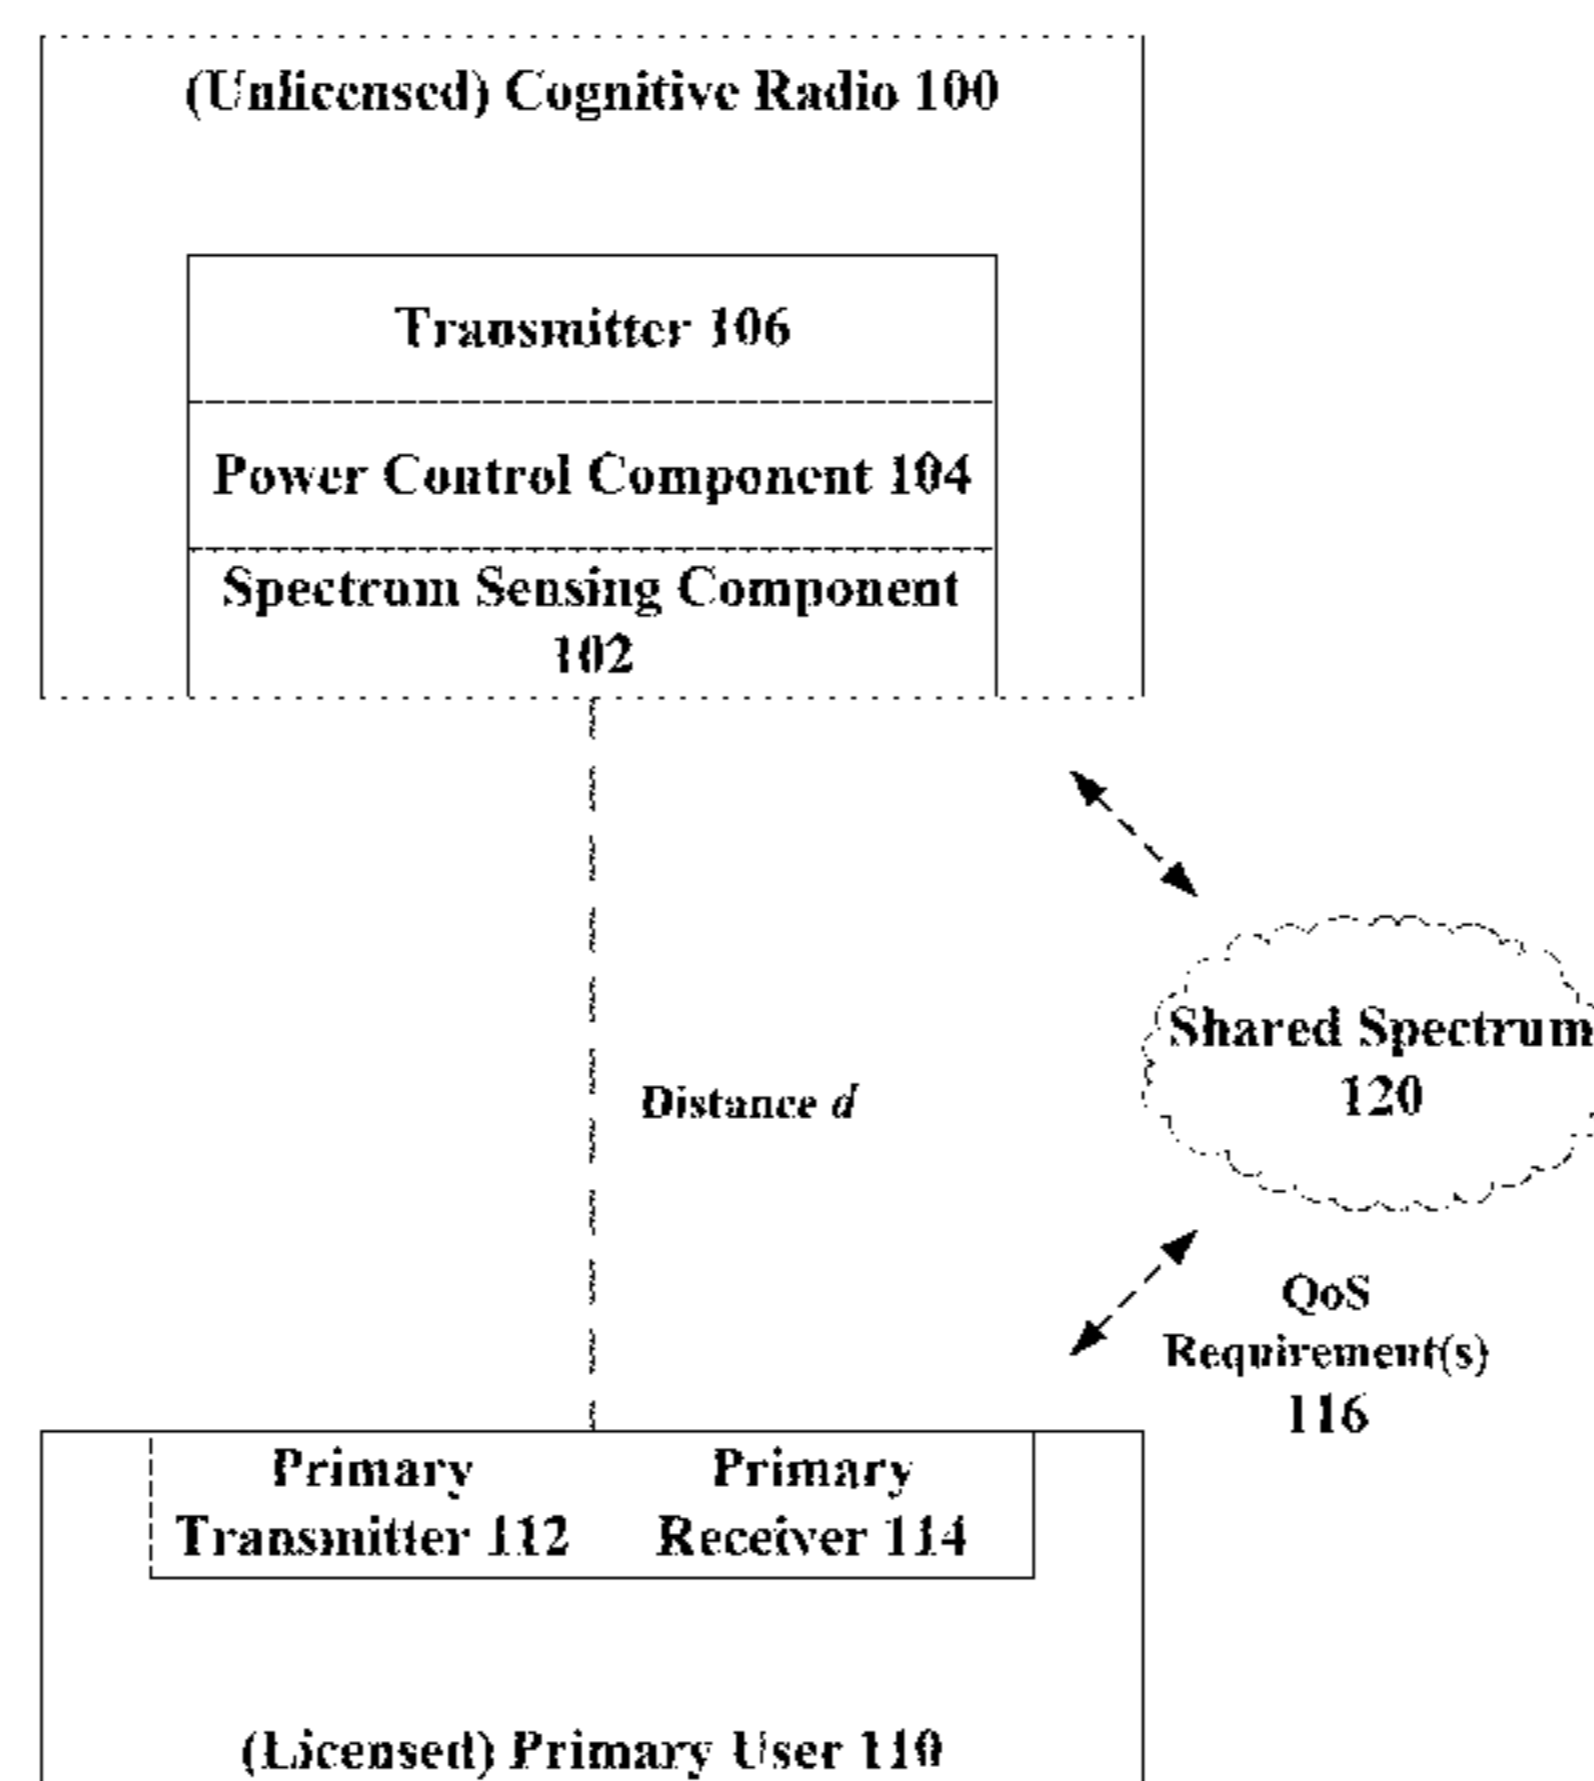 (Unlicensed) Cognitive Radio 100
Transmitter 106
Power Control Component 104
Spectrum Sensing Component
102
Distance d
Shared Spectrum
120
QoS
Requirement(s)
116
Primary
Transmitter 112
Primary
Receiver 114
(Licensed) Primary User 110